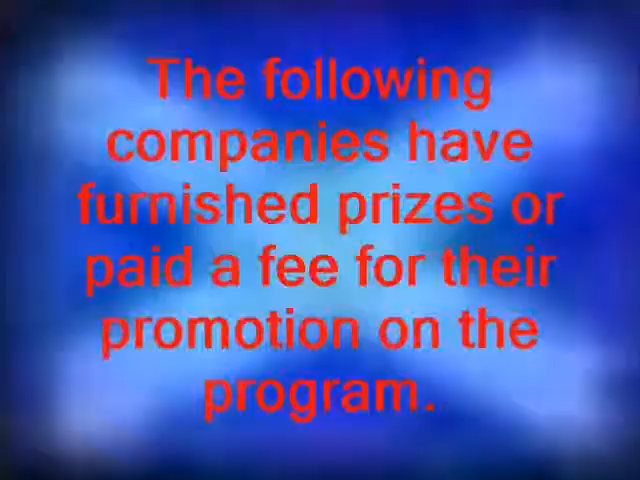 The following
companies have
furnished prizes or
paid a fee for their
promotion on the
program.